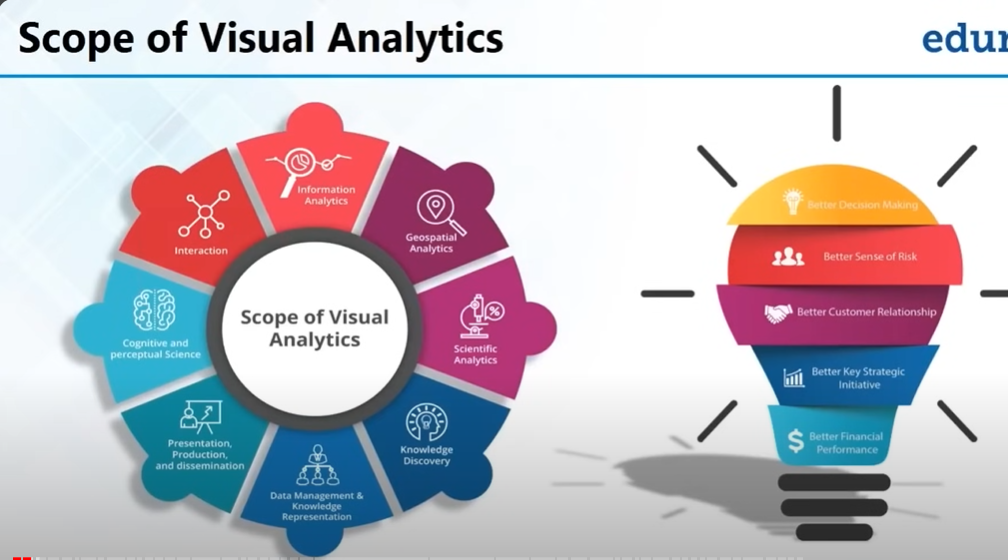 Scope of Visual Analytics
Information
Analytics
Geospatial
Analytics
Scientific
Analytics
Knowledge
Discovery
Data Management &
Knowledge
Representation
Presentation,
Production,
and dissemination
Cognitive and
perceptual Science
Interaction
Scope of Visual
Analytics
Better Decision Making
Better Sense of Risk
Better Customer Relationship
Better Key Strategic
Initiative
Better Financial
Performance